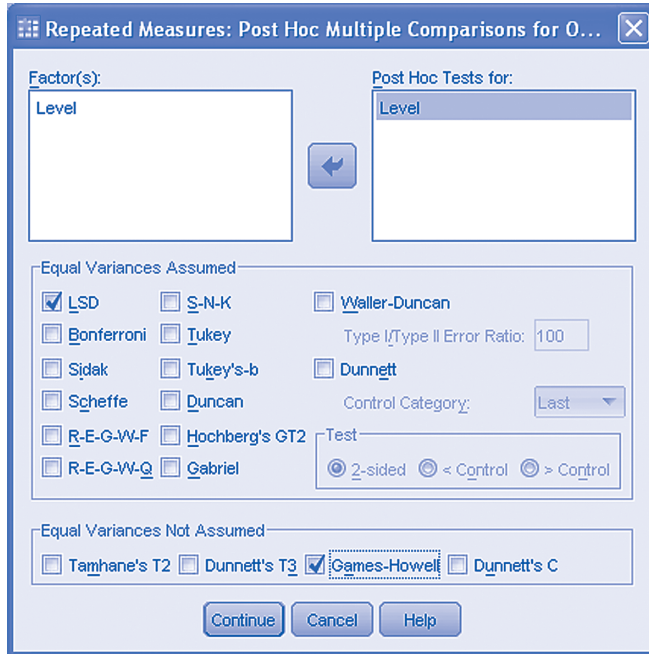 Repeated Measures: Post Hoc Multiple Comparisons for O...
Factor(s):
Level
Post Hoc Tests for:
Level
Equal Variances Assumed
LSD S-N-K Waller-Duncan
Bonferroni Tukey Type I/Type II Error Ratio: 100
Sidak Tukey's-b Dunnett
Scheffe Duncan Control Category: Last
R-E-G-W-F Hochberg's GT2 Test
R-E-G-W-Q Gabriel 2-sided < Control > Control
Equal Variances Not Assumed
Tamhane's T2 Dunnett's T3 Games-Howell Dunnett's C
Continue Cancel Help